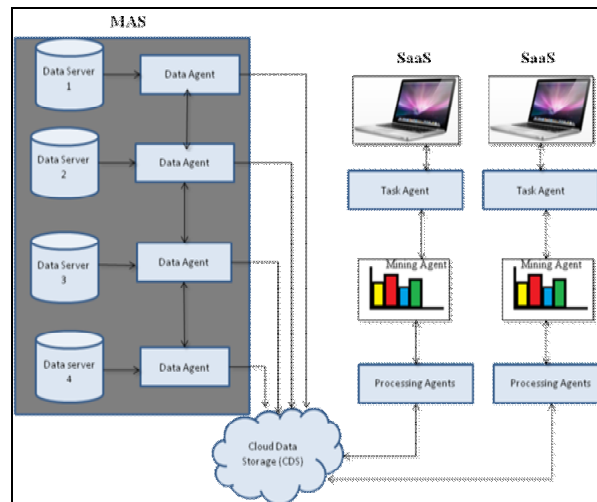 MAS
SaaS
SaaS
Data Server
1
Data Agent
Data Server
2
Data Agent
Data Server
3
Data Agent
Data server
4
Data Agent
Task Agent
Task Agent
Mining Agent
Mining Agent
Processing Agents
Processing Agents
Cloud Data
Storage (CDS)